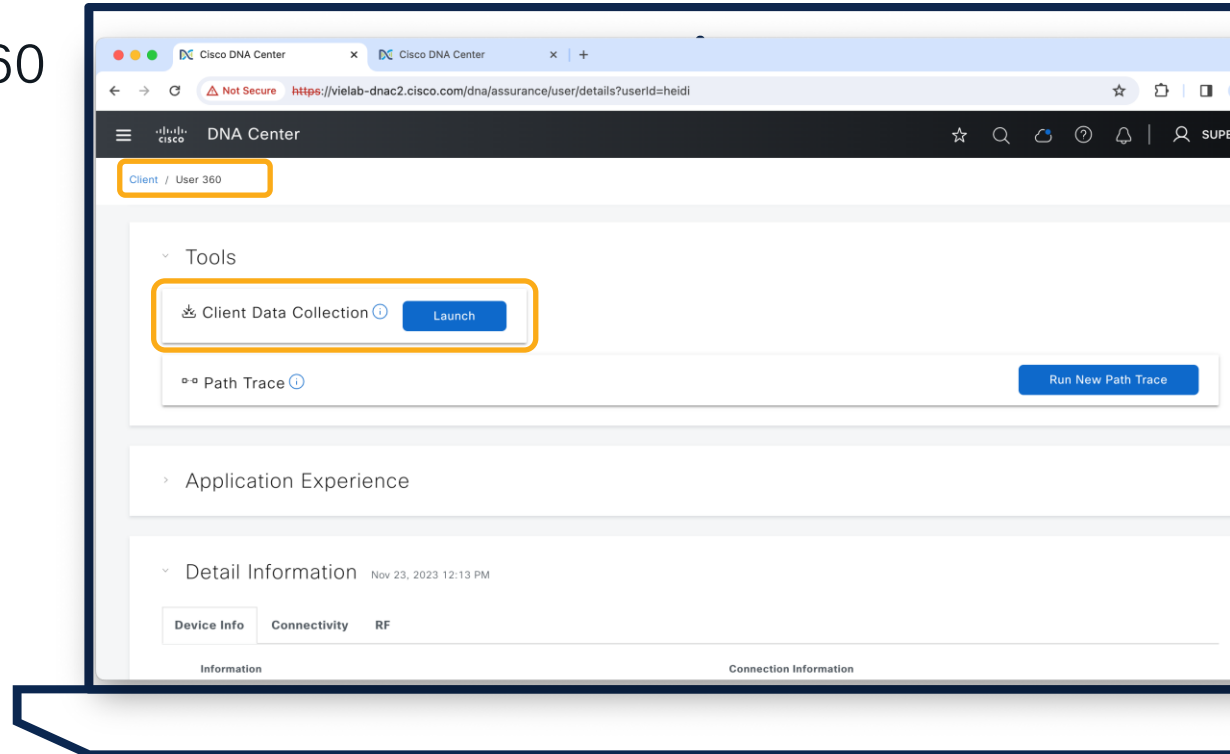 60
Cisco DNA Center
Cisco DNA Center
Not Secure https://vielab-dnac2.cisco.com/dna/assurance/user/details?userId=heidi
cisco DNA Center
SUPE
Client / User 360
Tools
Client Data Collection
Launch
Path Trace
Run New Path Trace
Application Experience
Detail Information Nov 23, 2023 12:13 PM
Device Info Connectivity RF
Information Connection Information